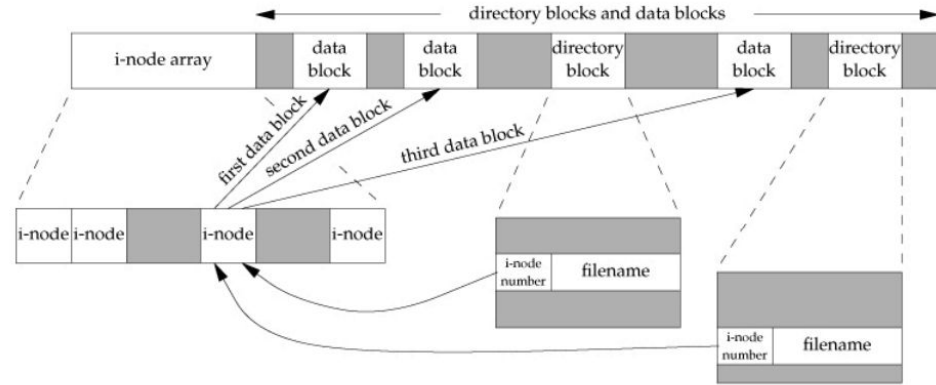 directory blocks and data blocks
i-node array
data
block
data
block
directory
block
data
block
directory
block
first data block
second data block
third data block
i-node
i-node
i-node
i-node
i-node
number
filename
i-node
number
filename